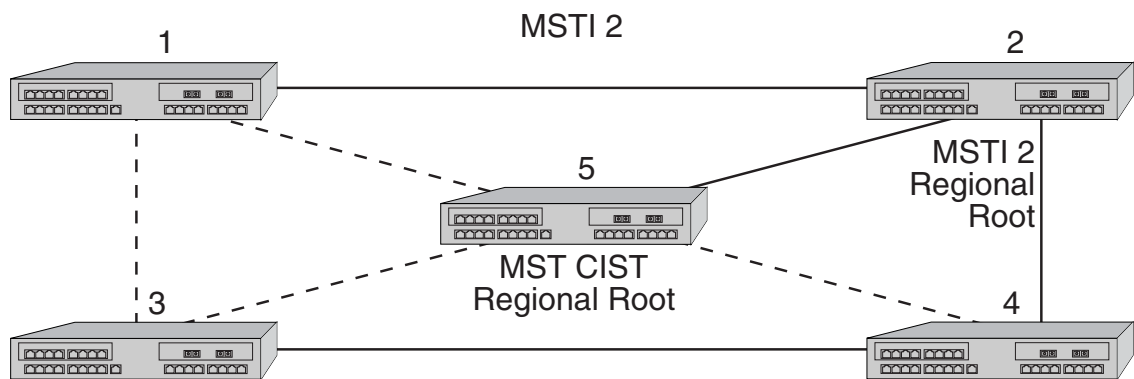 MSTI 2
1
2
5
MSTI 2
Regional
Root
MST CIST
Regional Root
3
4